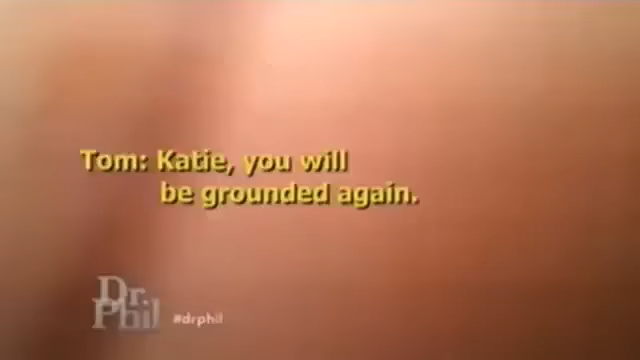 Tom: Katie, you will
be grounded again.
Dr.
Phil
#drphil